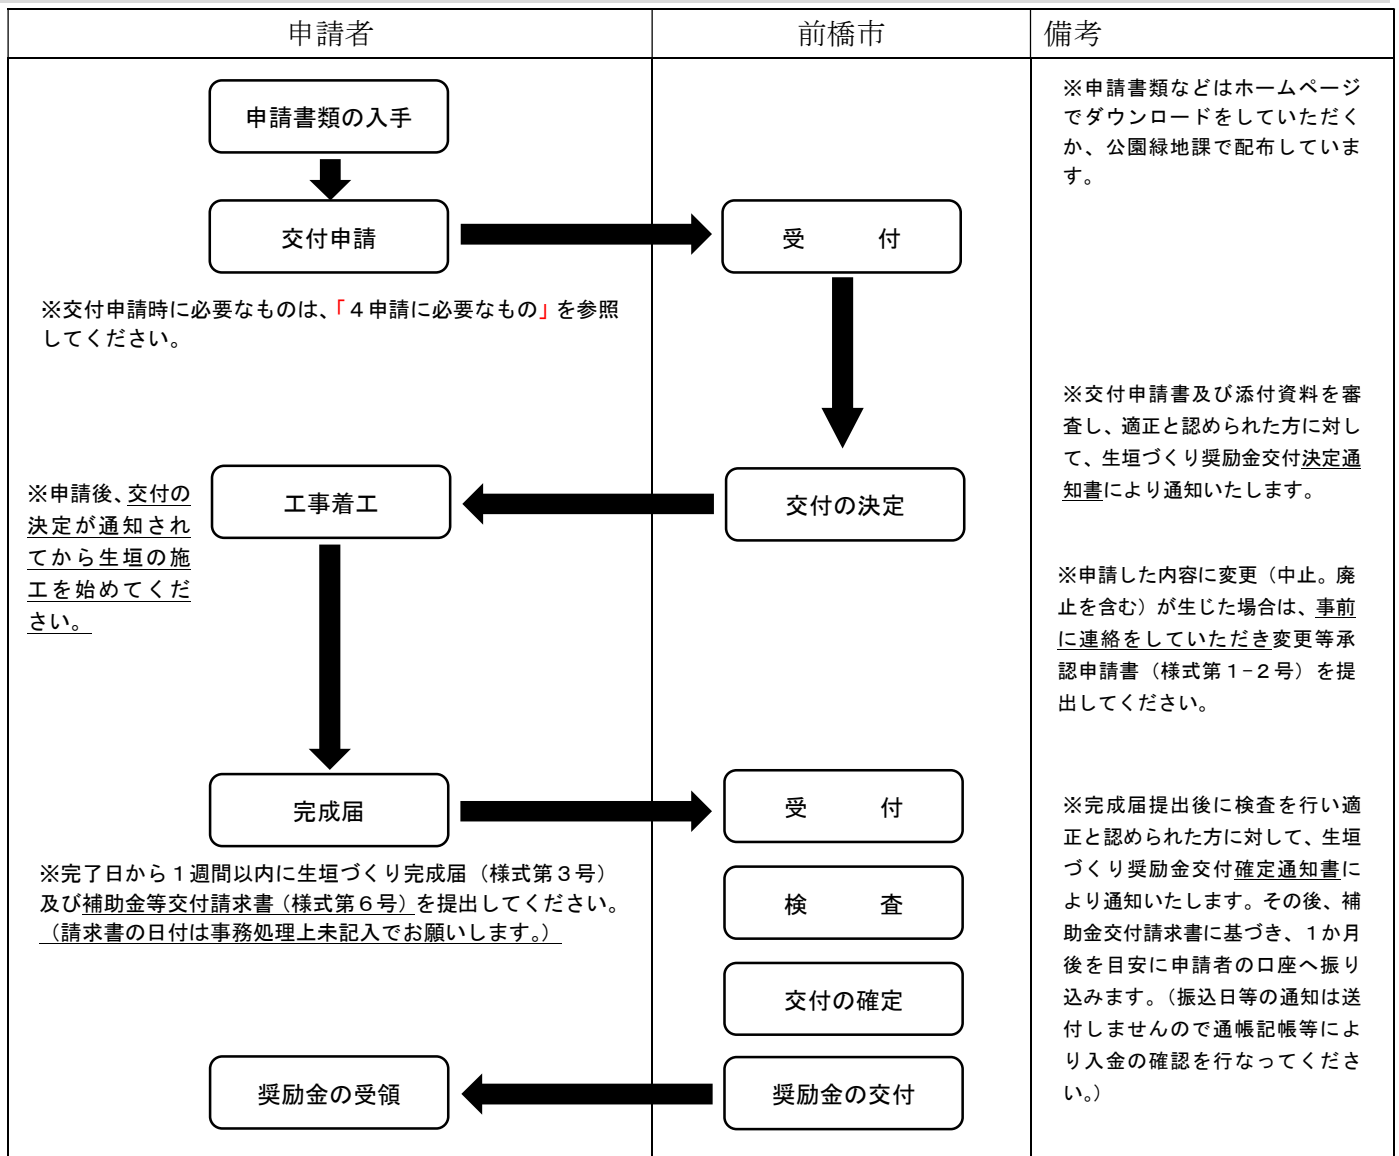 申請者
前橋市
備考
申請書類の入手
※申請書類などはホームページ
でダウンロードをしていただく
か、公園緑地課で配布していま
す。
交付申請
受　　　付
※交付申請時に必要なものは、「４申請に必要なもの」を参照
してください。
※交付申請書及び添付資料を審
査し、適正と認められた方に対し
て、生垣づくり奨励金交付決定通
知書により通知いたします。
工事着工
交付の決定
※申請後、交付の
決定が通知され
てから生垣の施
工を始めてくだ
さい。
※申請した内容に変更（中止。廃
止を含む）が生じた場合は、事前
に連絡をしていただき変更等承
認申請書（様式第１-２号）を提
出してください。
完成届
受　　　付
※完了日から１週間以内に生垣づくり完成届（様式第３号）
及び補助金等交付請求書（様式第６号）を提出してください。
（請求書の日付は事務処理上未記入でお願いします。）
検　　　査
交付の確定
※完成届提出後に検査を行い適
正と認められた方に対して、生垣
づくり奨励金交付確定通知書に
より通知いたします。その後、補
助金交付請求書に基づき、１か月
後を目安に申請者の口座へ振り
込みます。（振込日等の通知は送
付しませんので通帳記帳等によ
り入金の確認を行なってくださ
い。）
奨励金の受領
奨励金の交付